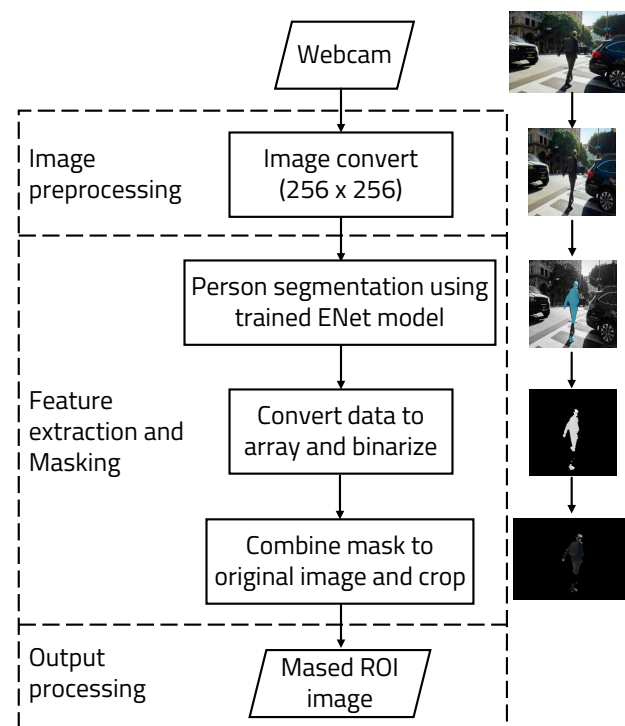 Webcam
Image
preprocessing
Image convert
(256 x 256)
Person segmentation using
trained ENet model
Feature
extraction and
Masking
Convert data to
array and binarize
Combine mask to
original image and crop
Output
processing
Mased ROI
image